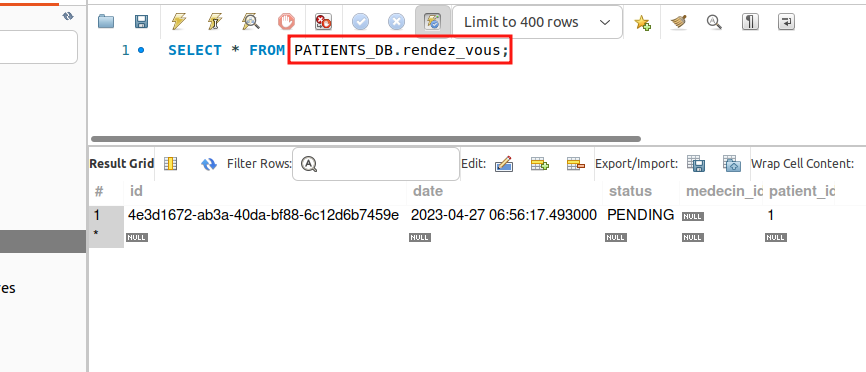 Limit to 400 rows
1 SELECT * FROM PATIENTS_DB.rendez_vous;
Result Grid Filter Rows: Edit: Export/Import: Wrap Cell Content:
# id date status medecin_id patient_id
1 4e3d1672-ab3a-40da-bf88-6c12d6b7459e 2023-04-27 06:56:17.493000 PENDING NULL 1
* NULL NULL NULL NULL NULL
es